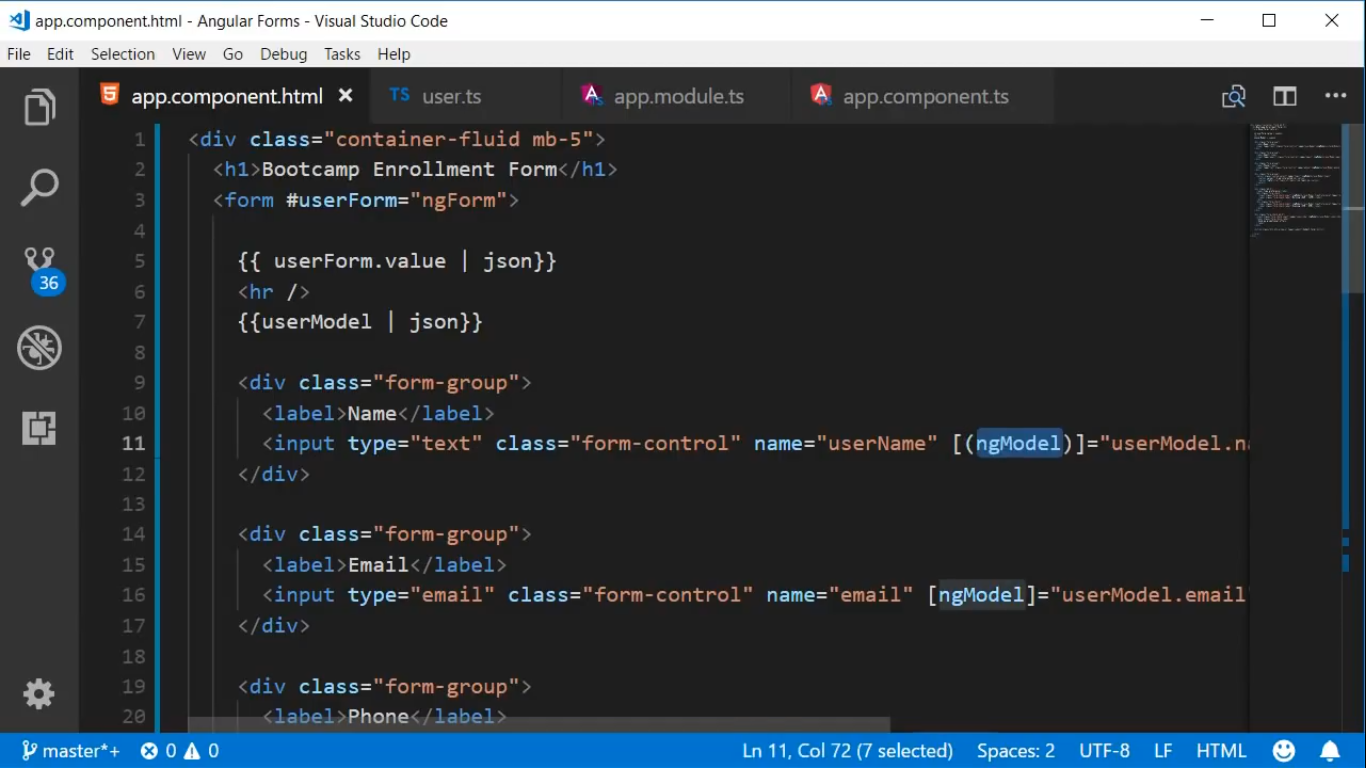 app.component.html - Angular Forms - Visual Studio Code
File Edit Selection View Go Debug Tasks Help
app.component.html TS user.ts app.module.ts app.component.ts
1 <div class="container-fluid mb-5">
2 <h1>Bootcamp Enrollment Form</h1>
3 <form #userForm="ngForm">
4
5 {{ userForm.value | json}}
6 <hr />
7 {{userModel | json}}
8
9 <div class="form-group">
10 <label>Name</label>
11 <input type="text" class="form-control" name="userName" [(ngModel)]="userModel.na
12 </div>
13
14 <div class="form-group">
15 <label>Email</label>
16 <input type="email" class="form-control" name="email" [ngModel]="userModel.email"
17 </div>
18
19 <div class="form-group">
20 <label>Phone</label>
36
master*+ 0 0 Ln 11, Col 72 (7 selected) Spaces: 2 UTF-8 LF HTML